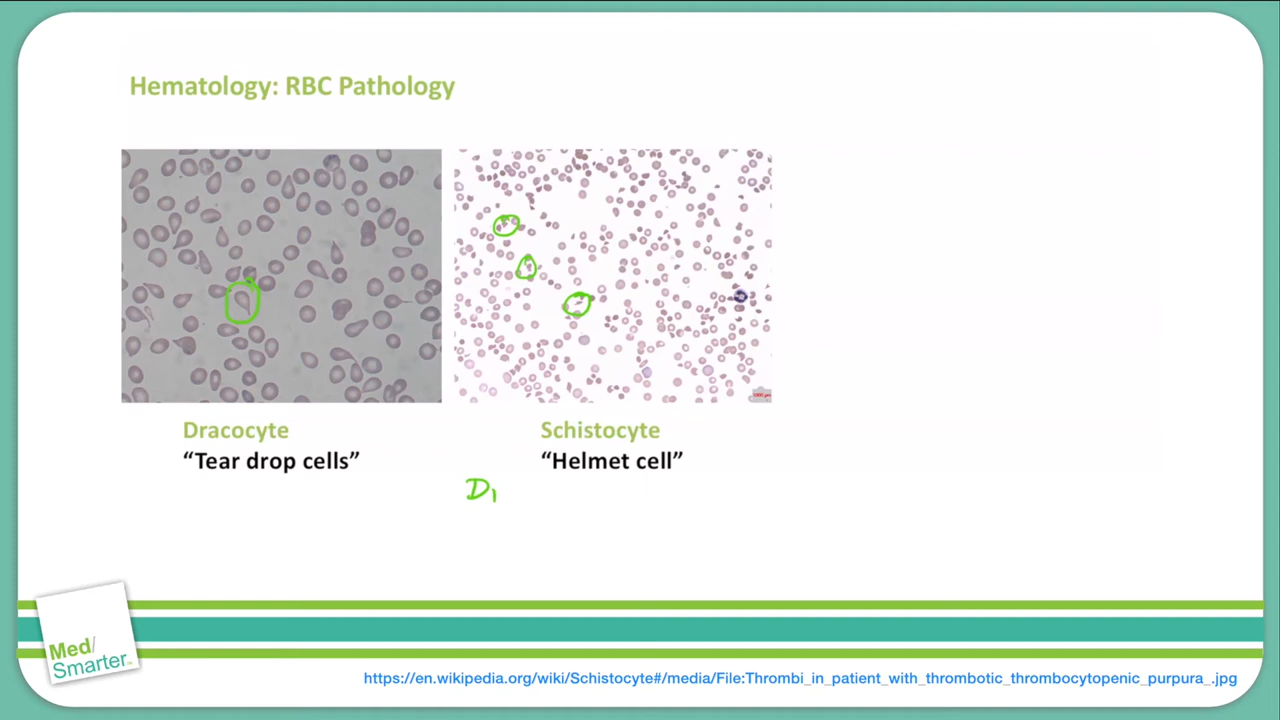 Hematology: RBC Pathology
Dracocyte
“Tear drop cells”
Schistocyte
“Helmet cell”
Med/
Smarter
https://en.wikipedia.org/wiki/Schistocyte#/media/File:Thrombi_in_patient_with_thrombotic_thrombocytopenic_purpura_.jpg